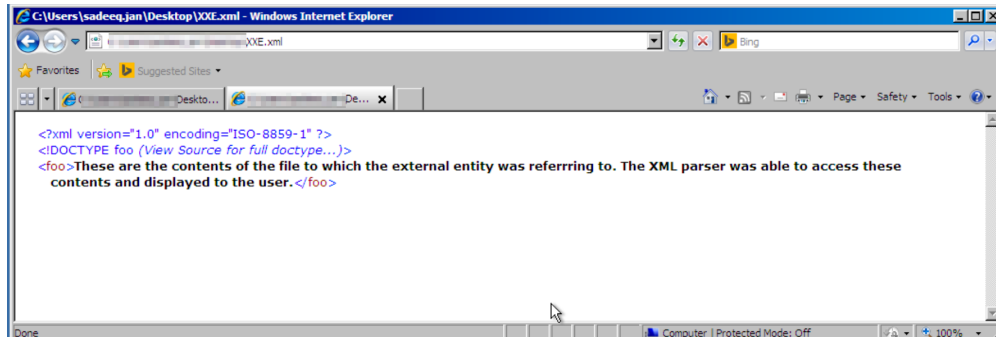 C:\Users\sadeeq.jan\Desktop\XXE.xml - Windows Internet Explorer
XXE.xml
Bing
Favorites
Suggested Sites
Deskto...
De...
Page
Safety
Tools
<?xml version="1.0" encoding="ISO-8859-1" ?>
<!DOCTYPE foo (View Source for full doctype...)>
<foo>These are the contents of the file to which the external entity was referrring to. The XML parser was able to access these
contents and displayed to the user.</foo>
Done
Computer | Protected Mode: Off
100%